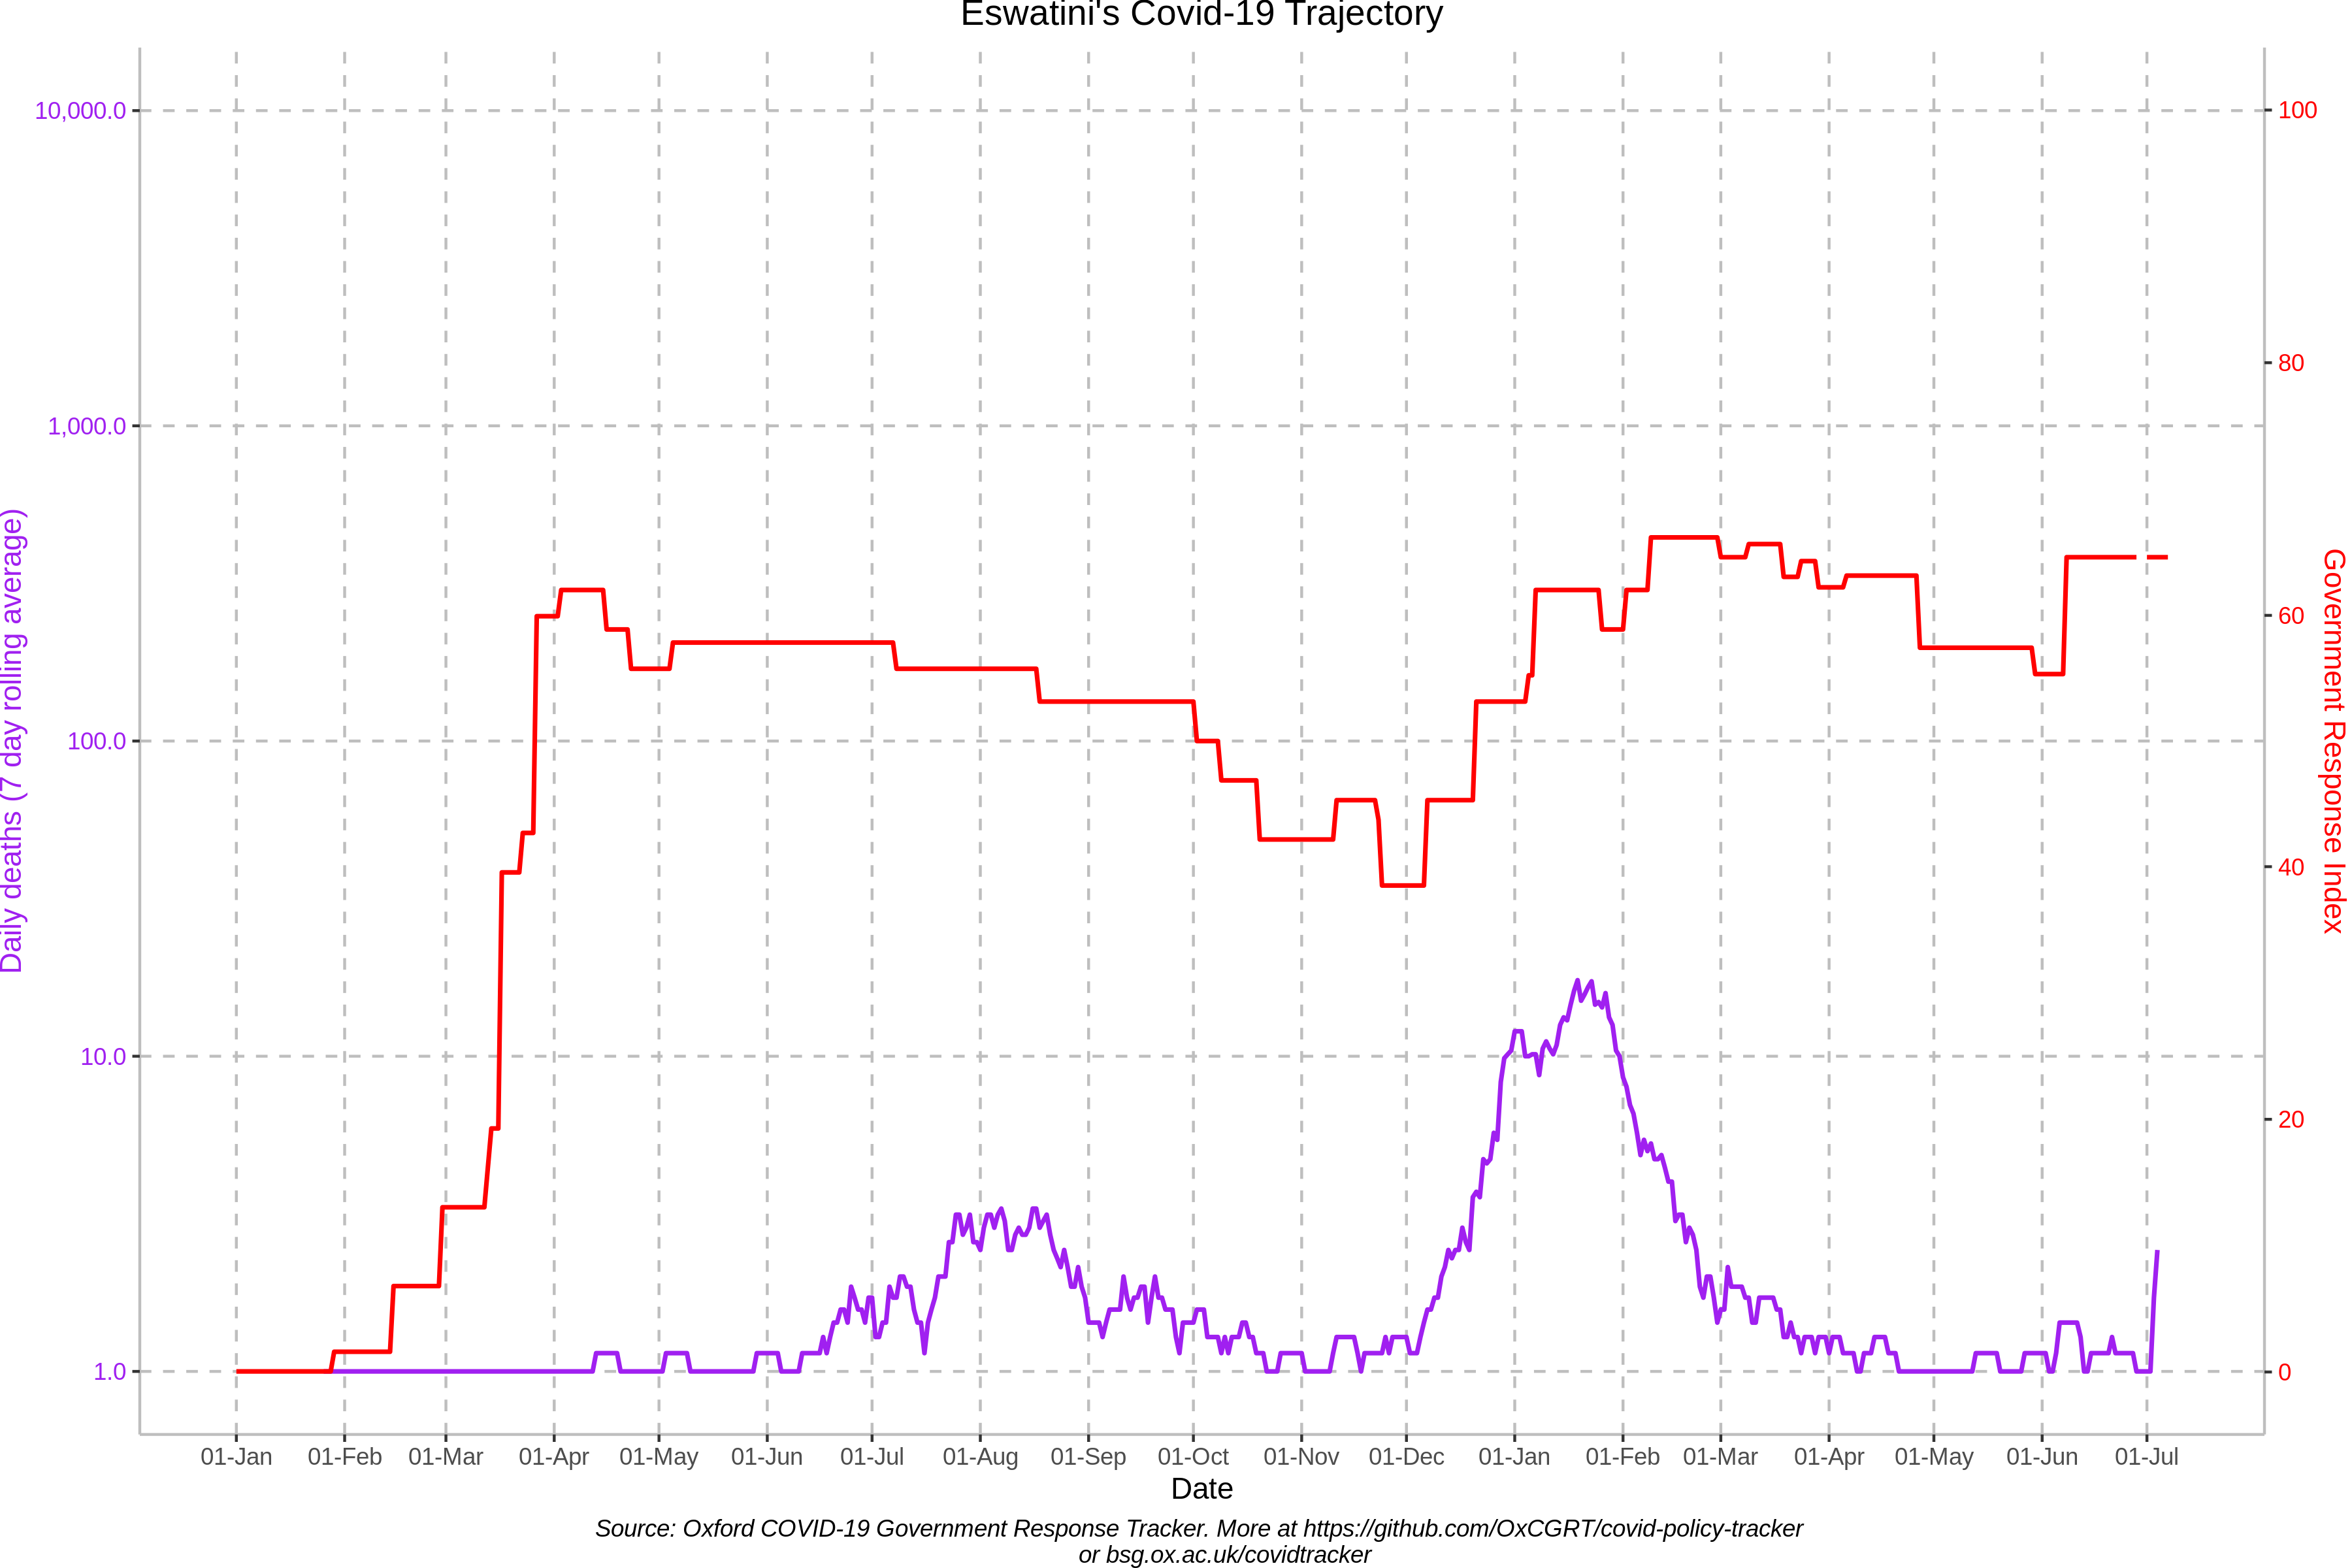 Eswatini's Covid-19 Trajectory
10,000.0
1,000.0
100.0
10.0
1.0
Daily deaths (7 day rolling average)
100
80
60
40
20
0
Government Response Index
01-Jan 01-Feb 01-Mar 01-Apr 01-May 01-Jun 01-Jul 01-Aug 01-Sep 01-Oct 01-Nov 01-Dec 01-Jan 01-Feb 01-Mar 01-Apr 01-May 01-Jun 01-Jul
Date
Source: Oxford COVID-19 Government Response Tracker. More at https://github.com/OxCGRT/covid-policy-tracker
or bsg.ox.ac.uk/covidtracker